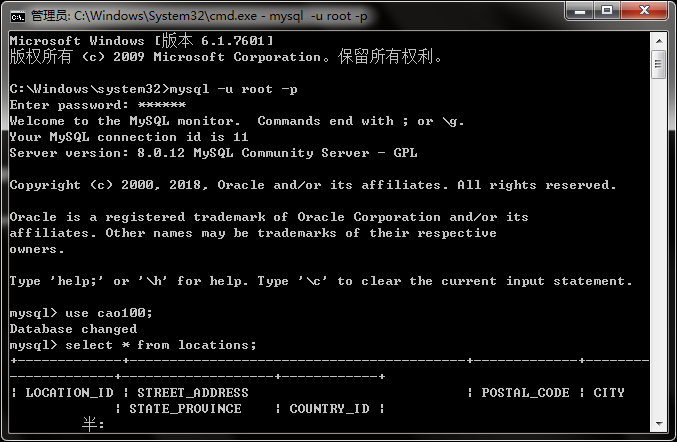 管理员: C:\Windows\System32\cmd.exe - mysql  -u root -p
Microsoft Windows [版本 6.1.7601]
版权所有 (c) 2009 Microsoft Corporation。保留所有权利。
C:\Windows\system32>mysql -u root -p
Enter password: ******
Welcome to the MySQL monitor.  Commands end with ; or \g.
Your MySQL connection id is 11
Server version: 8.0.12 MySQL Community Server - GPL
Copyright (c) 2000, 2018, Oracle and/or its affiliates. All rights reserved.
Oracle is a registered trademark of Oracle Corporation and/or its
affiliates. Other names may be trademarks of their respective
owners.
Type 'help;' or '\h' for help. Type '\c' to clear the current input statement.
mysql> use cao100;
Database changed
mysql> select * from locations;
+-------------+------------------------------------------+-------------+--------
-------------+-------------------+------------+
| LOCATION_ID | STREET_ADDRESS                           | POSTAL_CODE | CITY
             | STATE_PROVINCE    | COUNTRY_ID |
半: